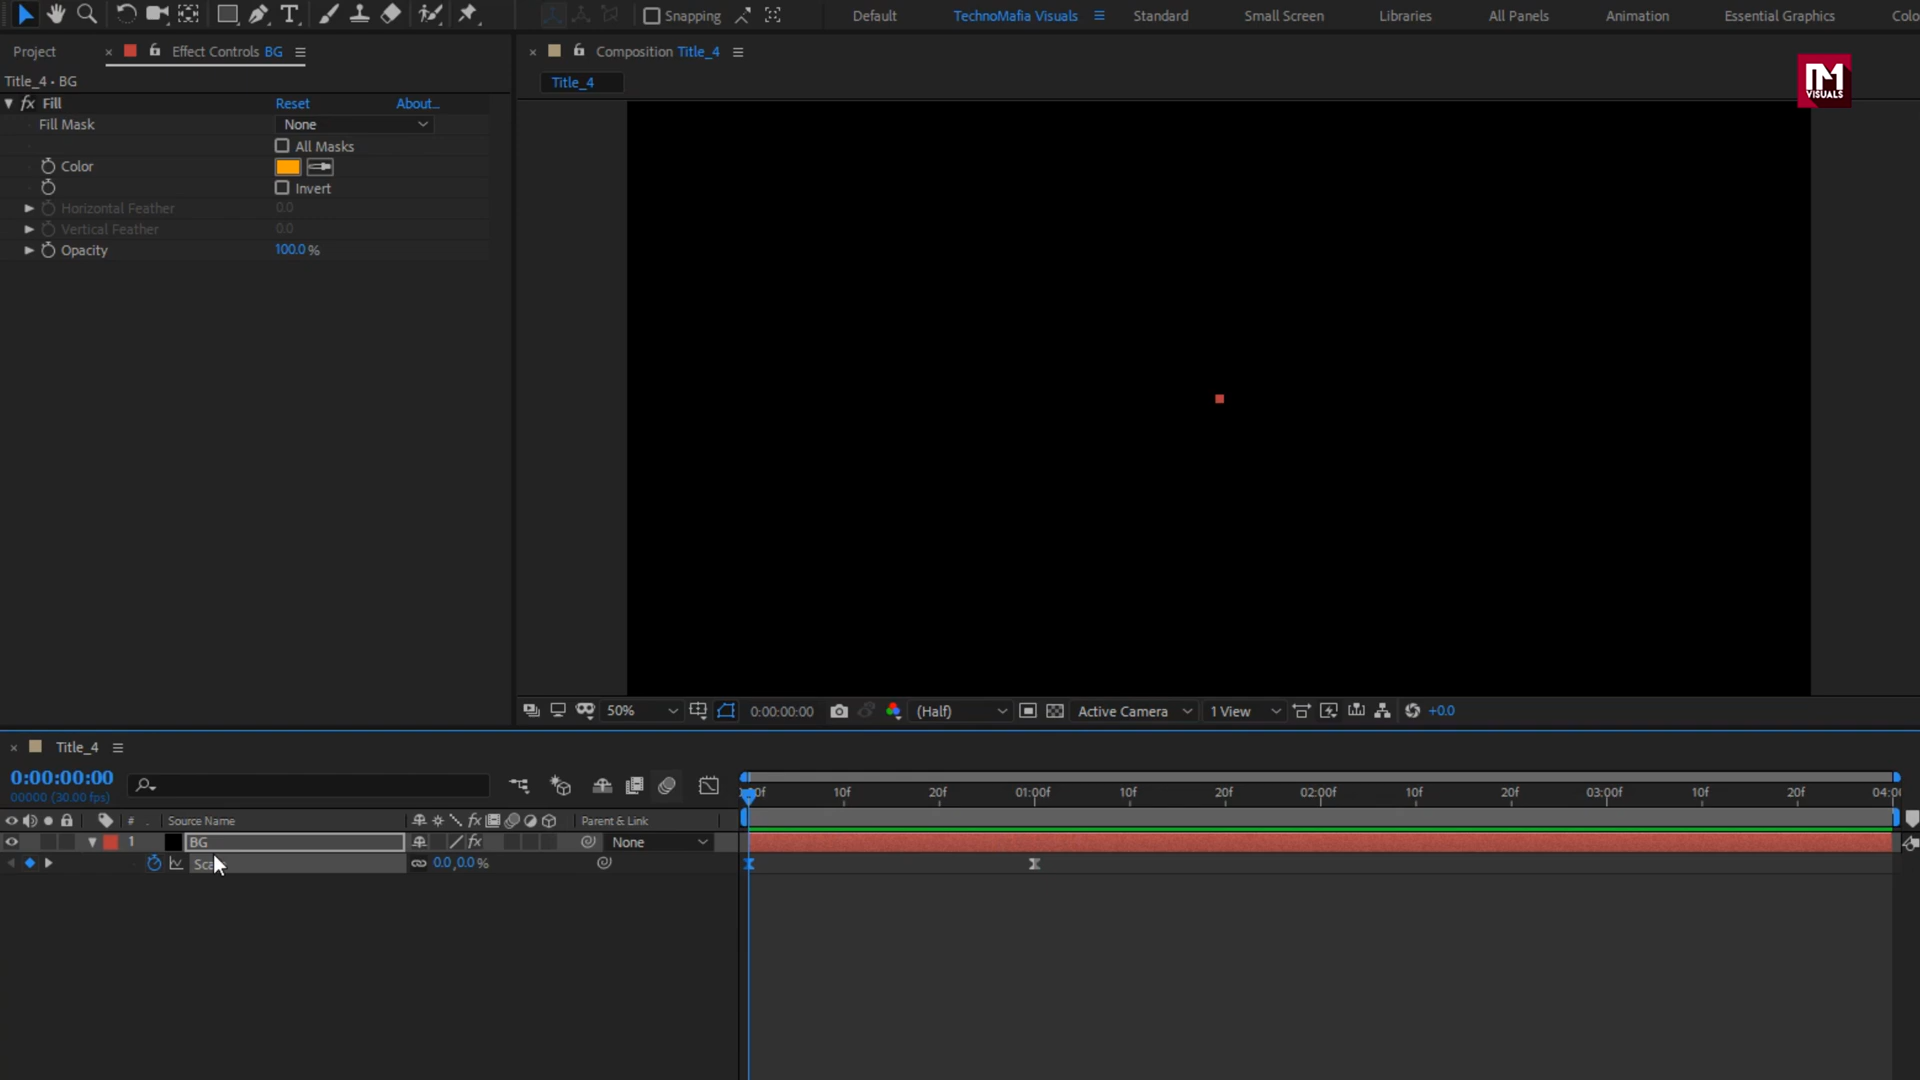 Snapping
Default
TechnoMafia Visuals
Standard
Small Screen
Libraries
All Panels
Animation
Essential Graphics
Colo
Project
Effect Controls BG
Composition Title_4
Title_4 • BG
Title_4
VISUALS
fx Fill
Reset
About...
Fill Mask
None
All Masks
Color
Invert
Horizontal Feather
0.0
Vertical Feather
0.0
Opacity
100.0 %
50%
0:00:00:00
(Half)
Active Camera
1 View
+0.0
Title_4
0:00:00:00
00000 (30.00 fps)
10f
20f
01:00f
10f
20f
02:00f
10f
20f
03:00f
10f
20f
04:00
#
Source Name
fx
Parent & Link
1
BG
fx
None
0.0,0.0 %